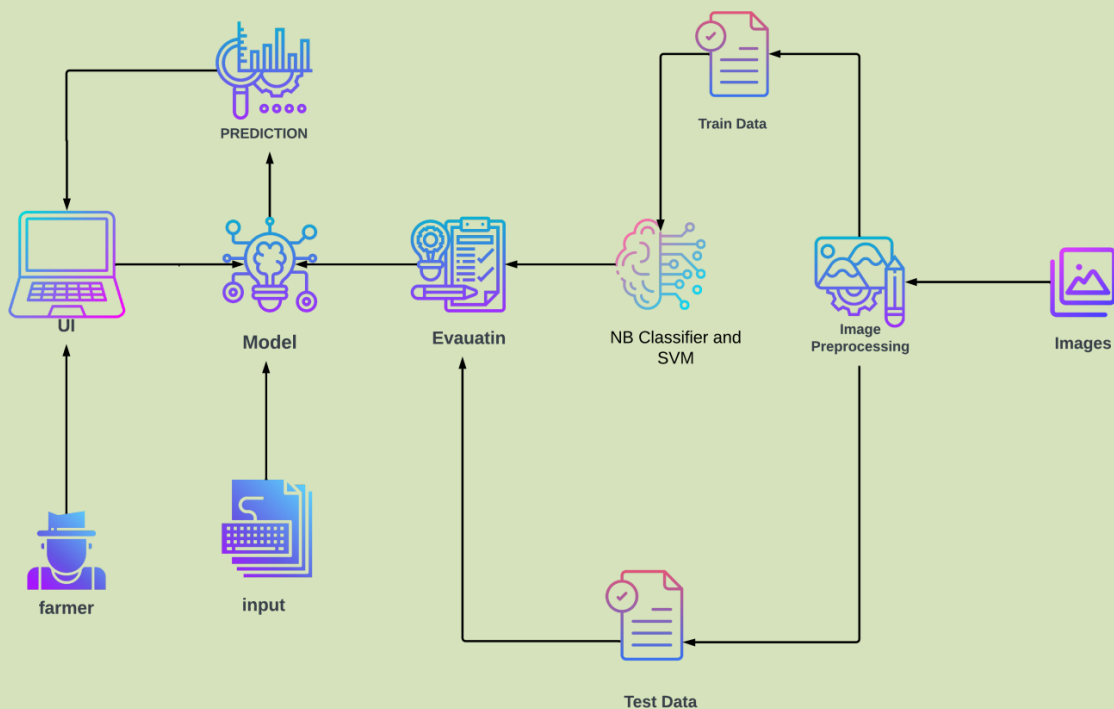 PREDICTION
Train Data
UI
Model
Evauatin
NB Classifier and
SVM
Image
Preprocessing
Images
farmer
input
Test Data